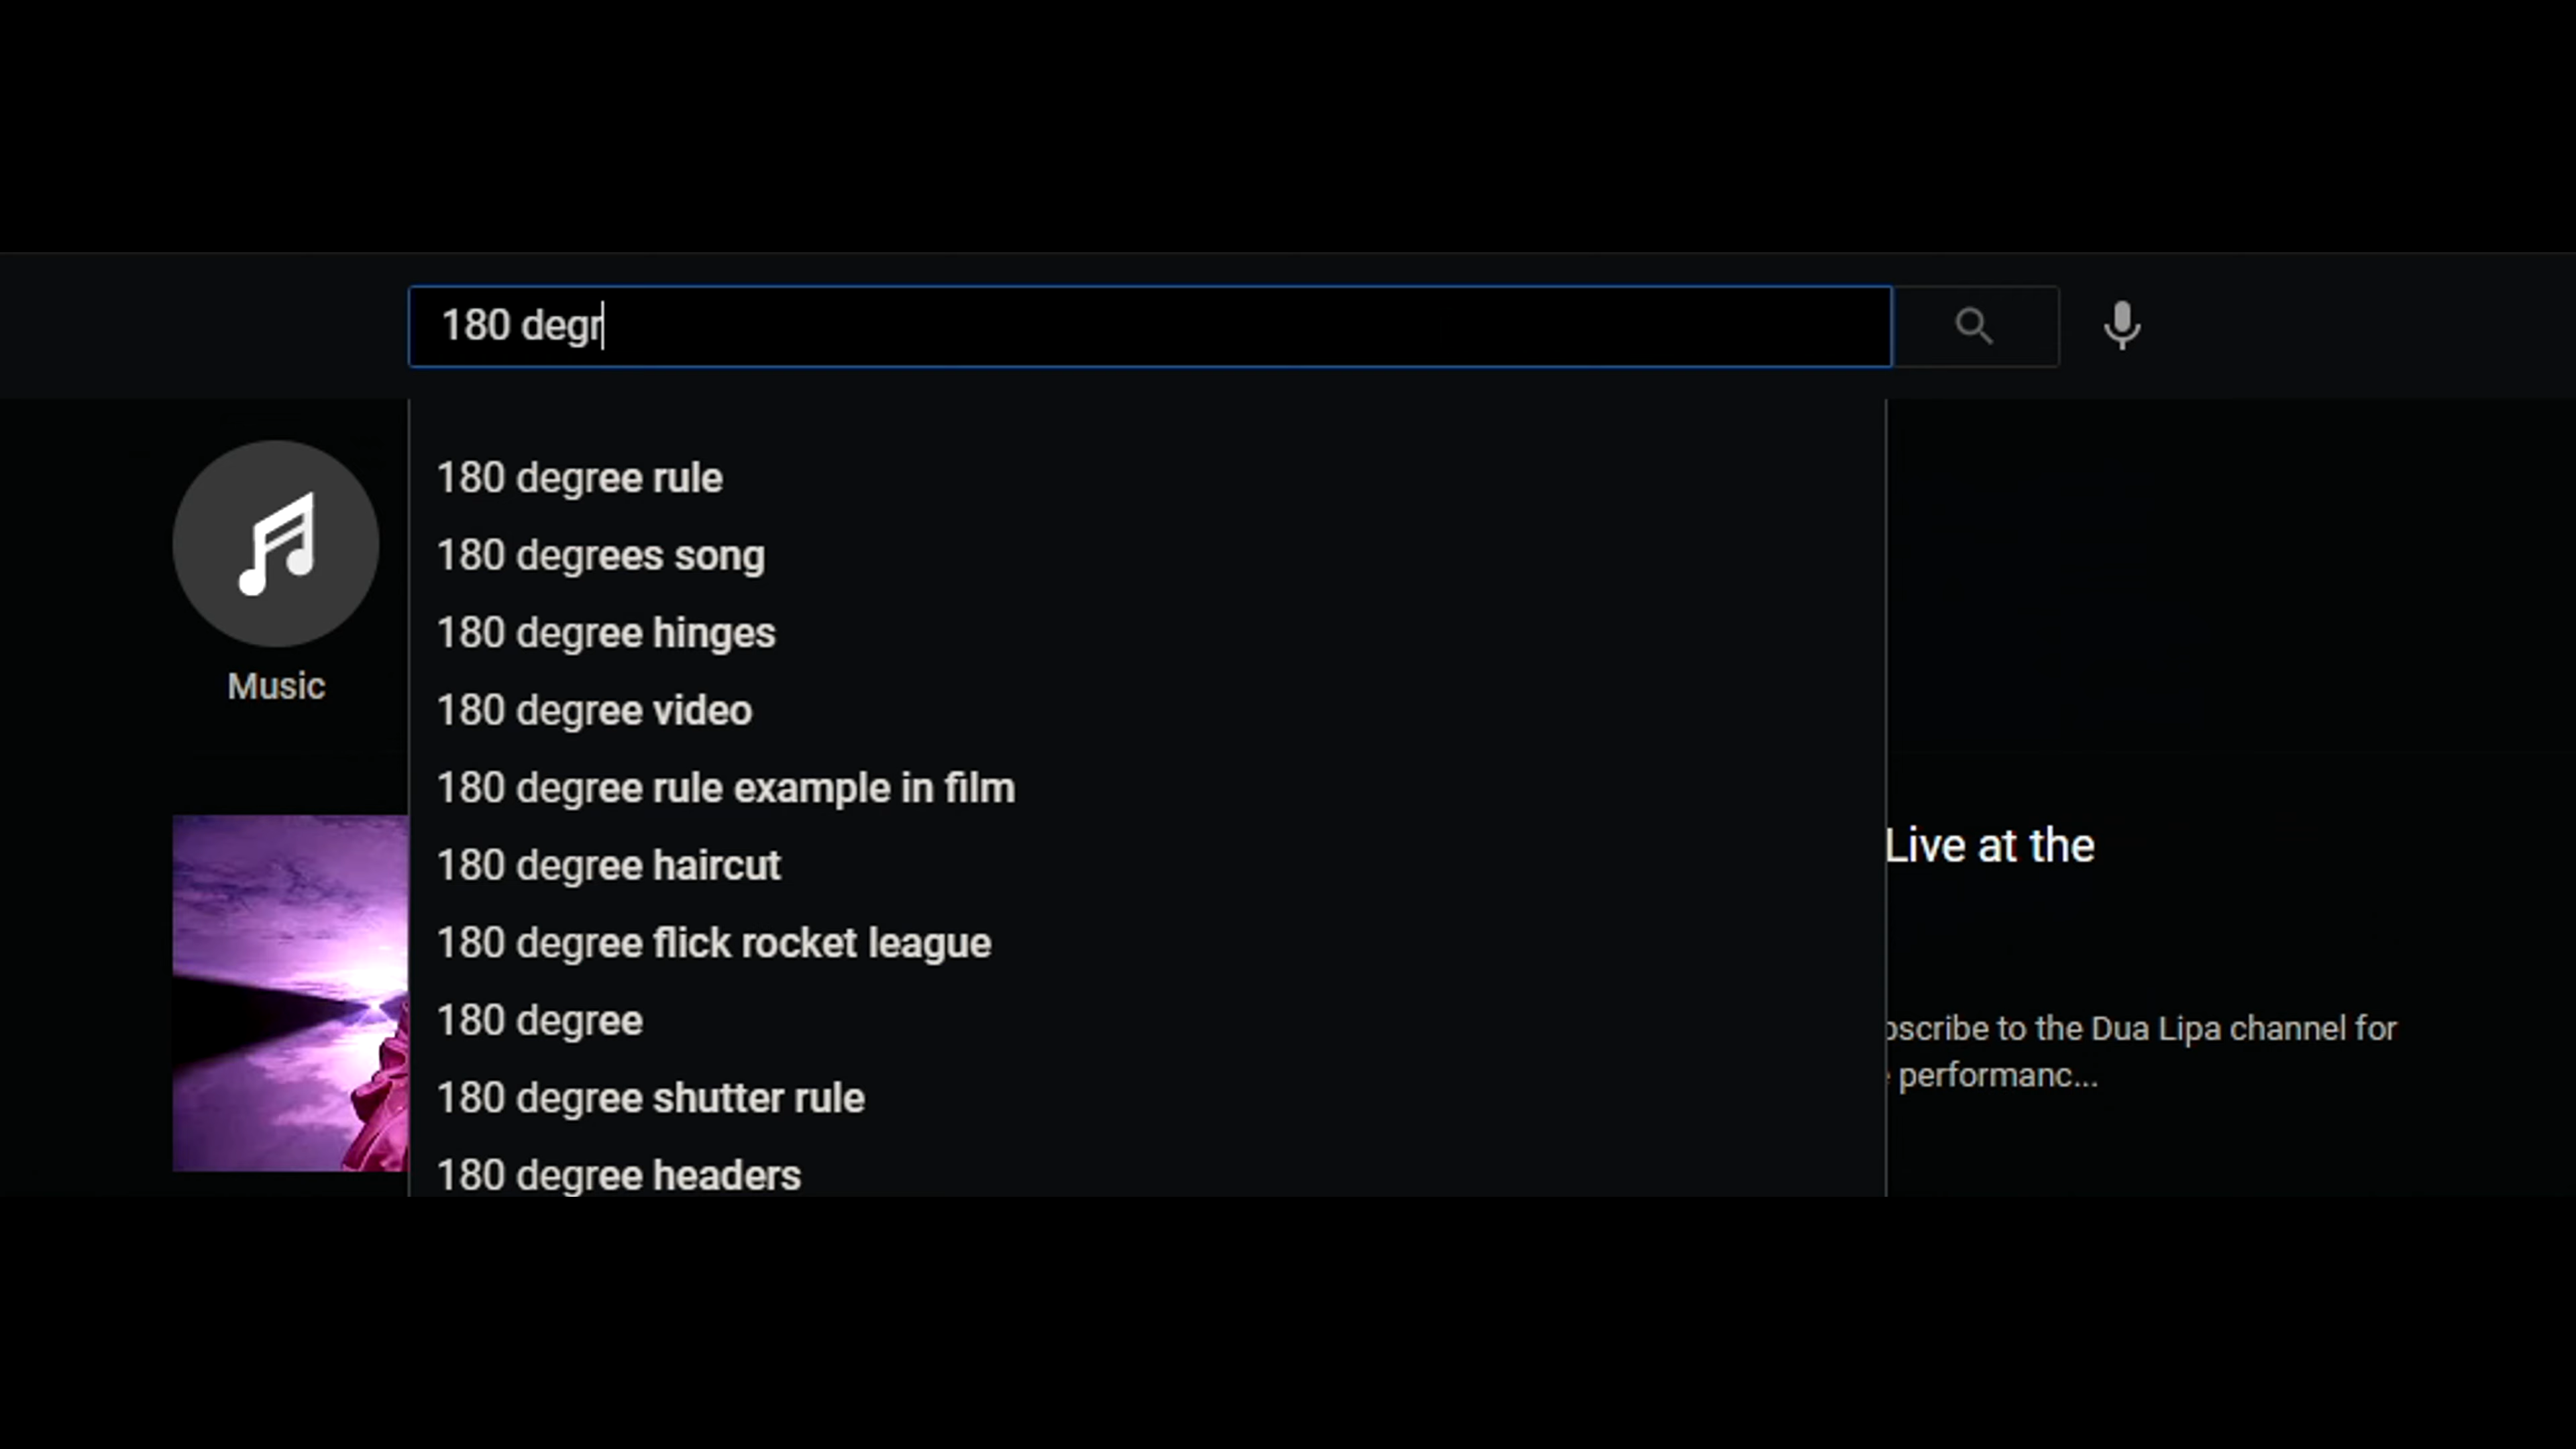 180 degr
180 degree rule
180 degrees song
180 degree hinges
180 degree video
180 degree rule example in film
180 degree haircut
180 degree flick rocket league
180 degree
180 degree shutter rule
180 degree headers
Music
Live at the
to the Dua Lipa channel for
performanc...